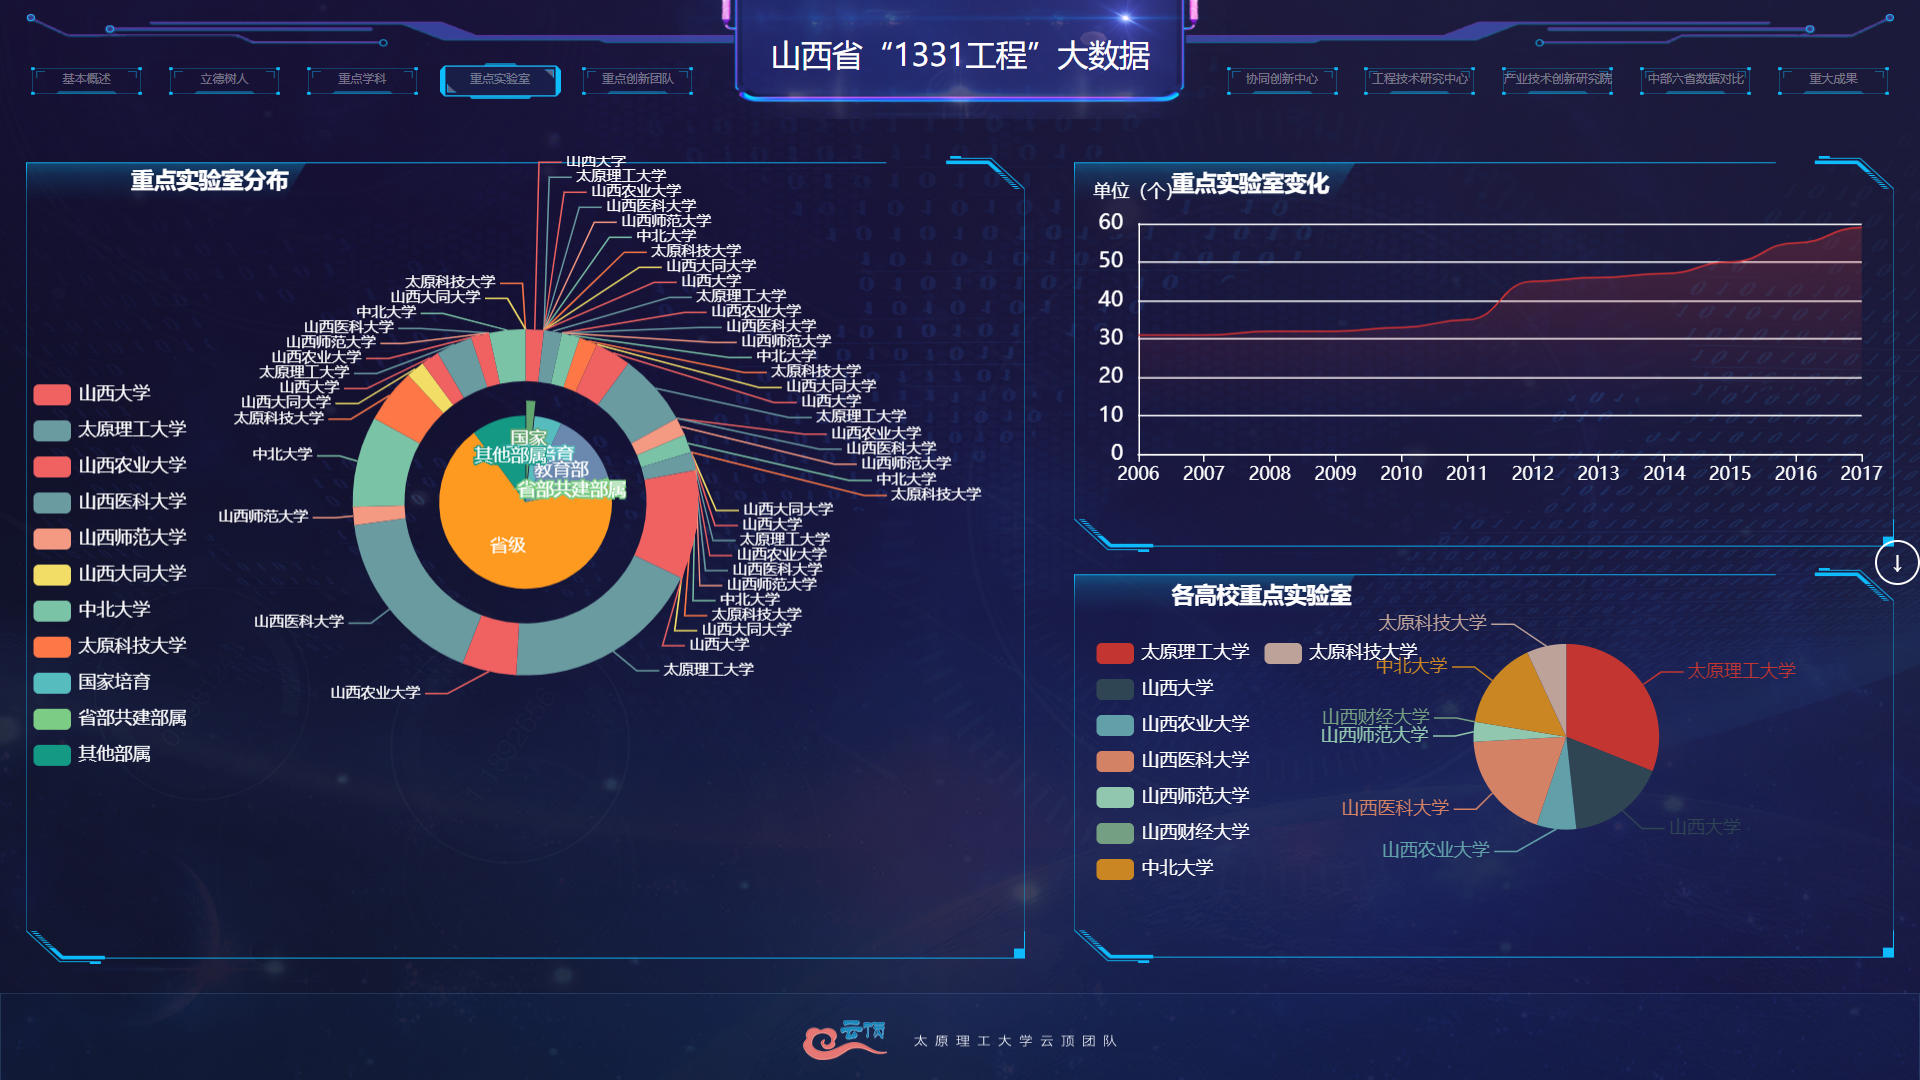 山西省“1331工程”大数据
基本概述
立德树人
重点学科
重点实验室
重点创新团队
协同创新中心
工程技术研究中心
产业技术创新研究院
中部六省数据对比
重大成果
重点实验室分布
山西大学
太原理工大学
山西农业大学
山西医科大学
山西师范大学
中北大学
太原科技大学
山西大同大学
山西大学
太原理工大学
山西农业大学
山西医科大学
山西师范大学
中北大学
太原科技大学
山西大同大学
山西大学
太原理工大学
山西农业大学
山西医科大学
山西师范大学
中北大学
太原科技大学
山西大同大学
山西大学
太原理工大学
山西农业大学
山西医科大学
山西师范大学
中北大学
太原科技大学
山西大同大学
山西大学
太原理工大学
山西农业大学
山西医科大学
山西师范大学
中北大学
太原科技大学
山西大同大学
山西大学
太原理工大学
山西农业大学
山西师范大学
山西医科大学
中北大学
山西大同大学
太原科技大学
国家
其他部属
培育
教育部
省部共建部属
省级
山西大学
太原理工大学
山西农业大学
山西医科大学
山西师范大学
山西大同大学
中北大学
太原科技大学
国家培育
省部共建部属
其他部属
重点实验室变化
单位（个）
60
50
40
30
20
10
0
2006 2007 2008 2009 2010 2011 2012 2013 2014 2015 2016 2017
↓
各高校重点实验室
太原理工大学
太原科技大学
山西大学
山西农业大学
山西医科大学
山西师范大学
山西财经大学
中北大学
太原科技大学
中北大学
太原理工大学
山西财经大学
山西师范大学
山西医科大学
山西大学
山西农业大学
云顶
太原理工大学云顶团队